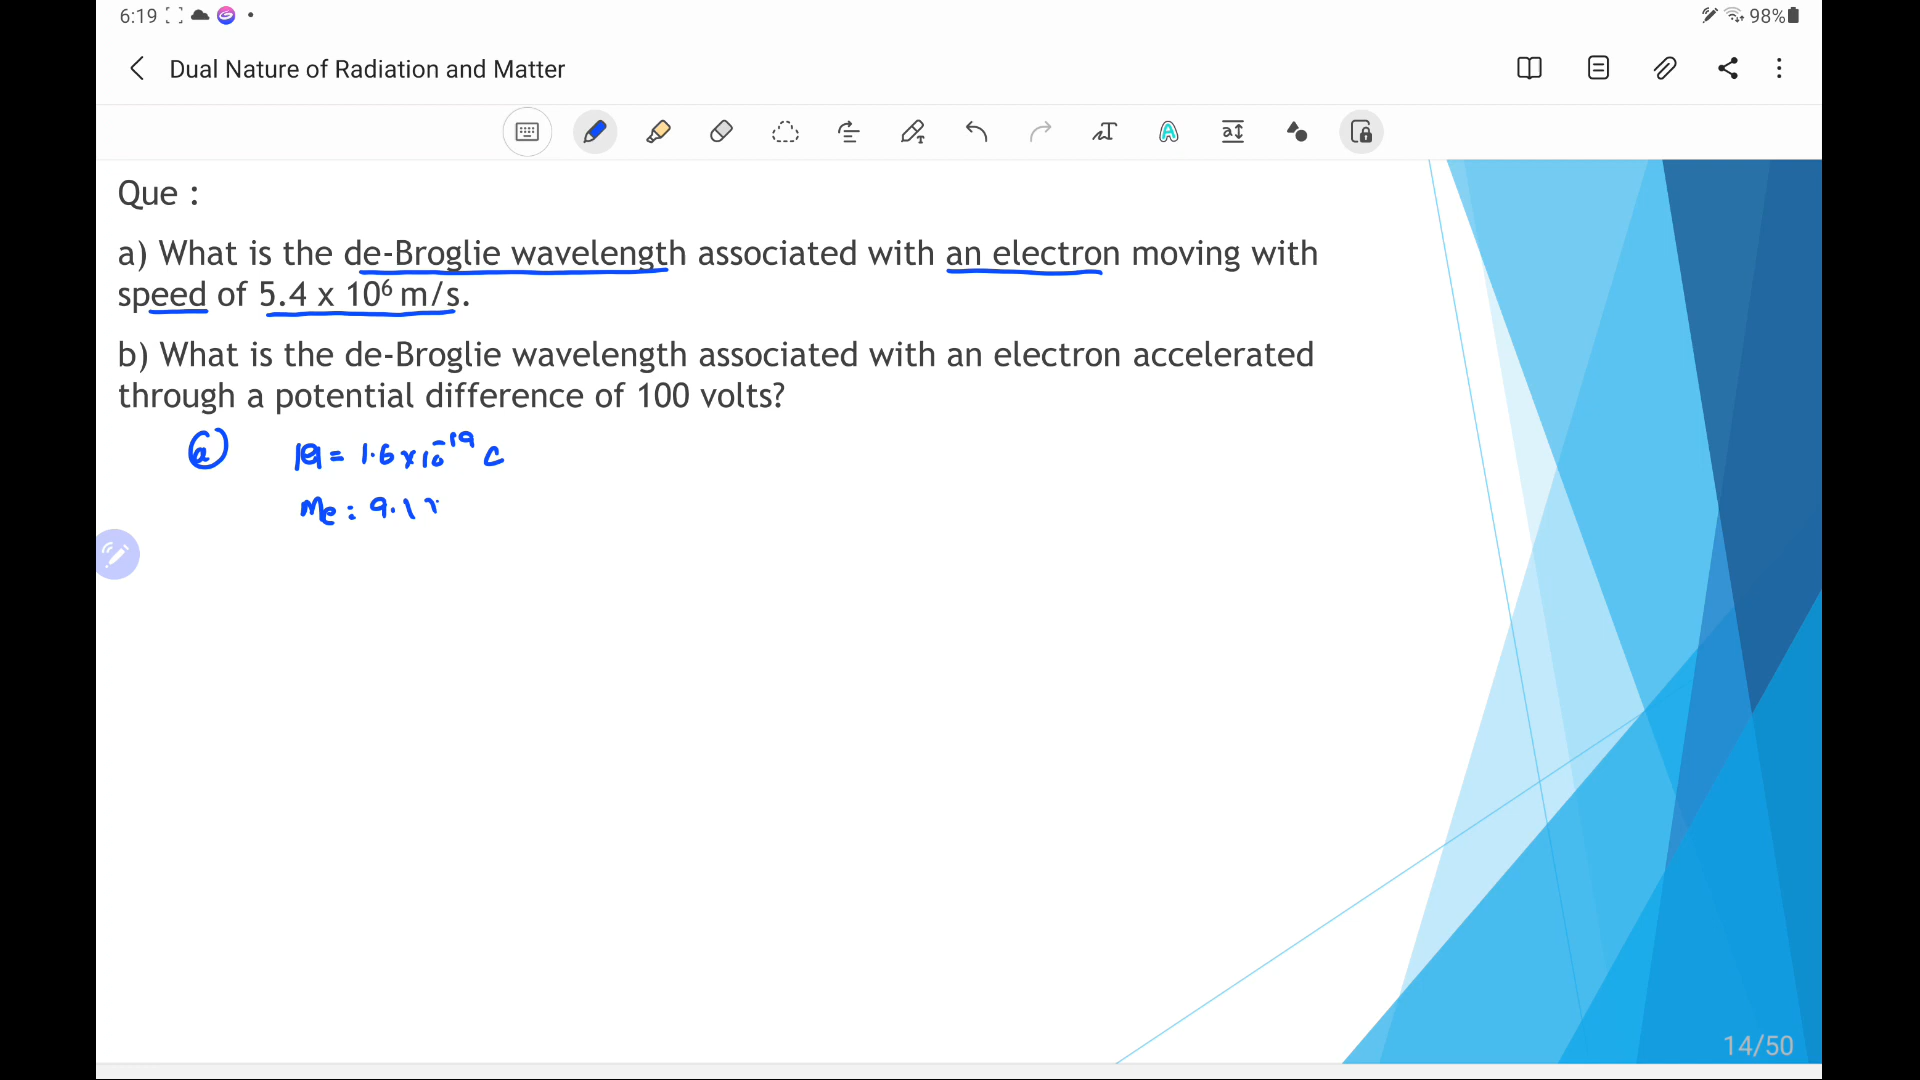 6:19
98%
Dual Nature of Radiation and Matter
Que :
a) What is the de-Broglie wavelength associated with an electron moving with
speed of 5.4 x 10⁶ m/s.
b) What is the de-Broglie wavelength associated with an electron accelerated
through a potential difference of 100 volts?
a |e| = 1.6 x 10⁻¹⁹ C
Me : 9.1 x
14/50